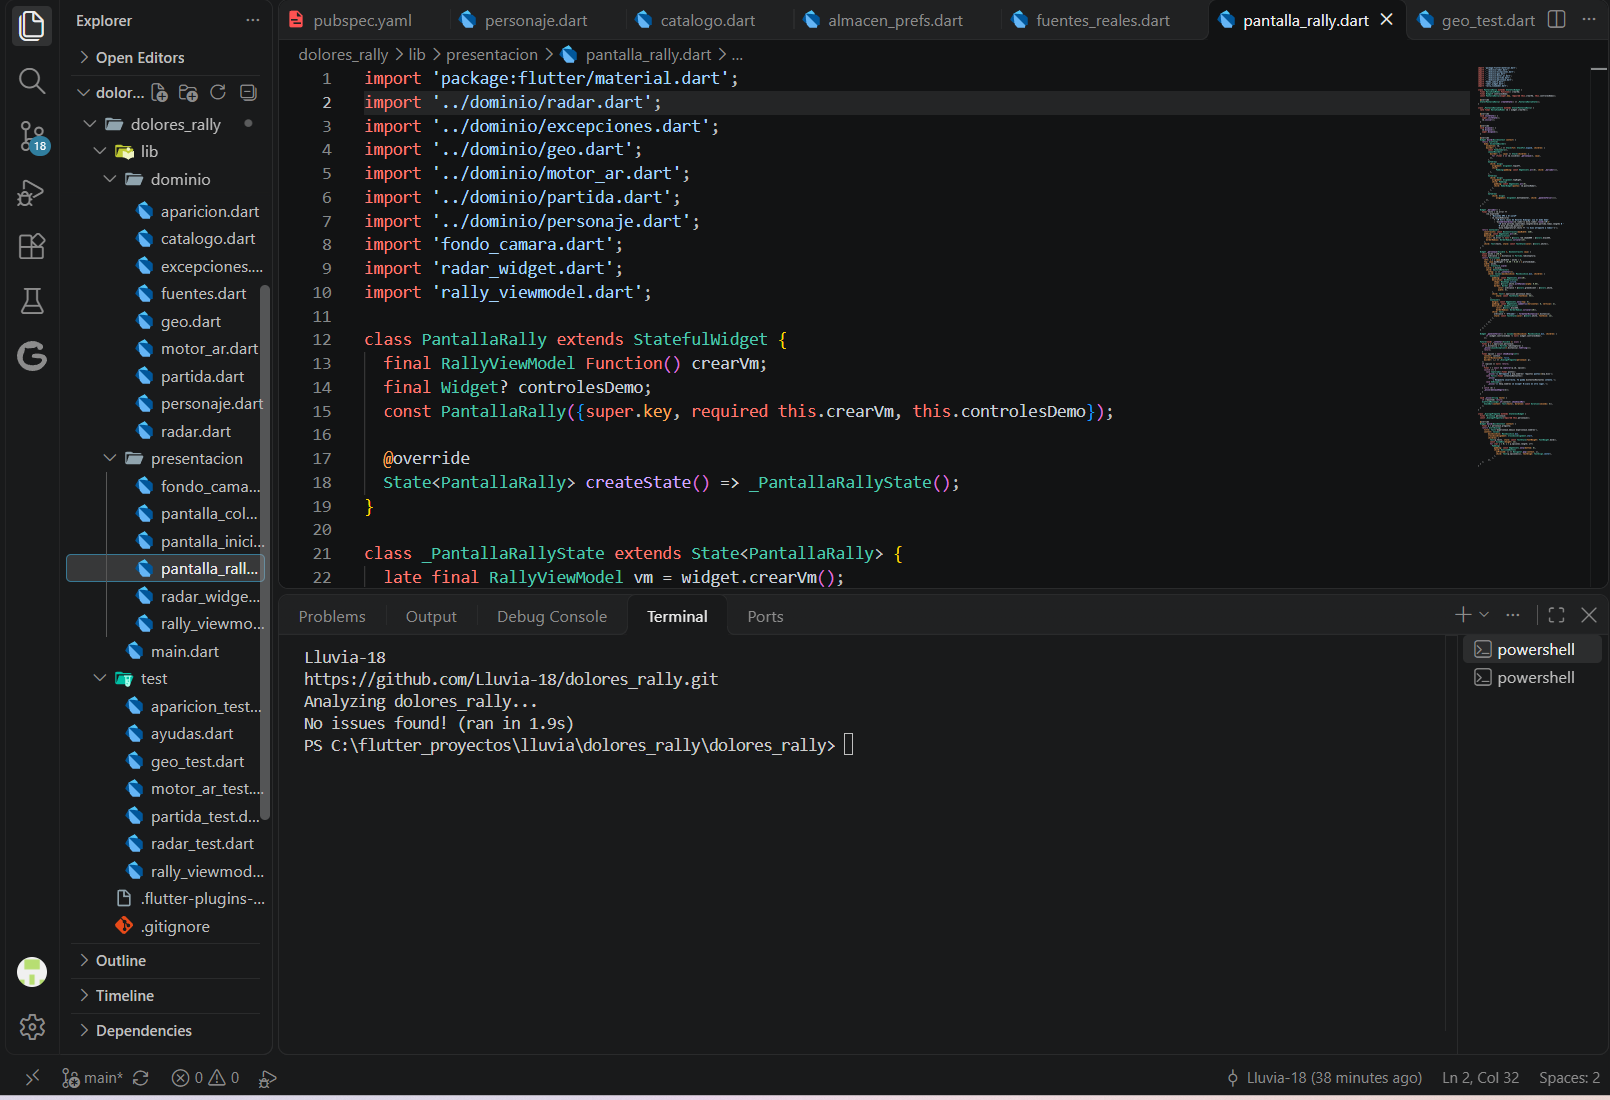 Explorer
Open Editors
dolor...
dolores_rally
lib
dominio
aparicion.dart
catalogo.dart
excepciones....
fuentes.dart
geo.dart
motor_ar.dart
partida.dart
personaje.dart
radar.dart
presentacion
fondo_cama...
pantalla_col...
pantalla_inici...
pantalla_rall...
radar_widge...
rally_viewmo...
main.dart
test
aparicion_test...
ayudas.dart
geo_test.dart
motor_ar_test....
partida_test.d...
radar_test.dart
rally_viewmod...
.flutter-plugins-...
.gitignore
Outline
Timeline
Dependencies
18
pubspec.yaml personaje.dart catalogo.dart almacen_prefs.dart fuentes_reales.dart pantalla_rally.dart geo_test.dart
dolores_rally > lib > presentacion > pantalla_rally.dart > ...
1 import 'package:flutter/material.dart';
2 import '../dominio/radar.dart';
3 import '../dominio/excepciones.dart';
4 import '../dominio/geo.dart';
5 import '../dominio/motor_ar.dart';
6 import '../dominio/partida.dart';
7 import '../dominio/personaje.dart';
8 import 'fondo_camara.dart';
9 import 'radar_widget.dart';
10 import 'rally_viewmodel.dart';
11
12 class PantallaRally extends StatefulWidget {
13 final RallyViewModel Function() crearVm;
14 final Widget? controlesDemo;
15 const PantallaRally({super.key, required this.crearVm, this.controlesDemo});
16
17 @override
18 State<PantallaRally> createState() => _PantallaRallyState();
19 }
20
21 class _PantallaRallyState extends State<PantallaRally> {
22 late final RallyViewModel vm = widget.crearVm();
Problems Output Debug Console Terminal Ports
Lluvia-18
https://github.com/Lluvia-18/dolores_rally.git
Analyzing dolores_rally...
No issues found! (ran in 1.9s)
PS C:\flutter_proyectos\lluvia\dolores_rally\dolores_rally>
powershell
powershell
main* 0 0 Lluvia-18 (38 minutes ago) Ln 2, Col 32 Spaces: 2